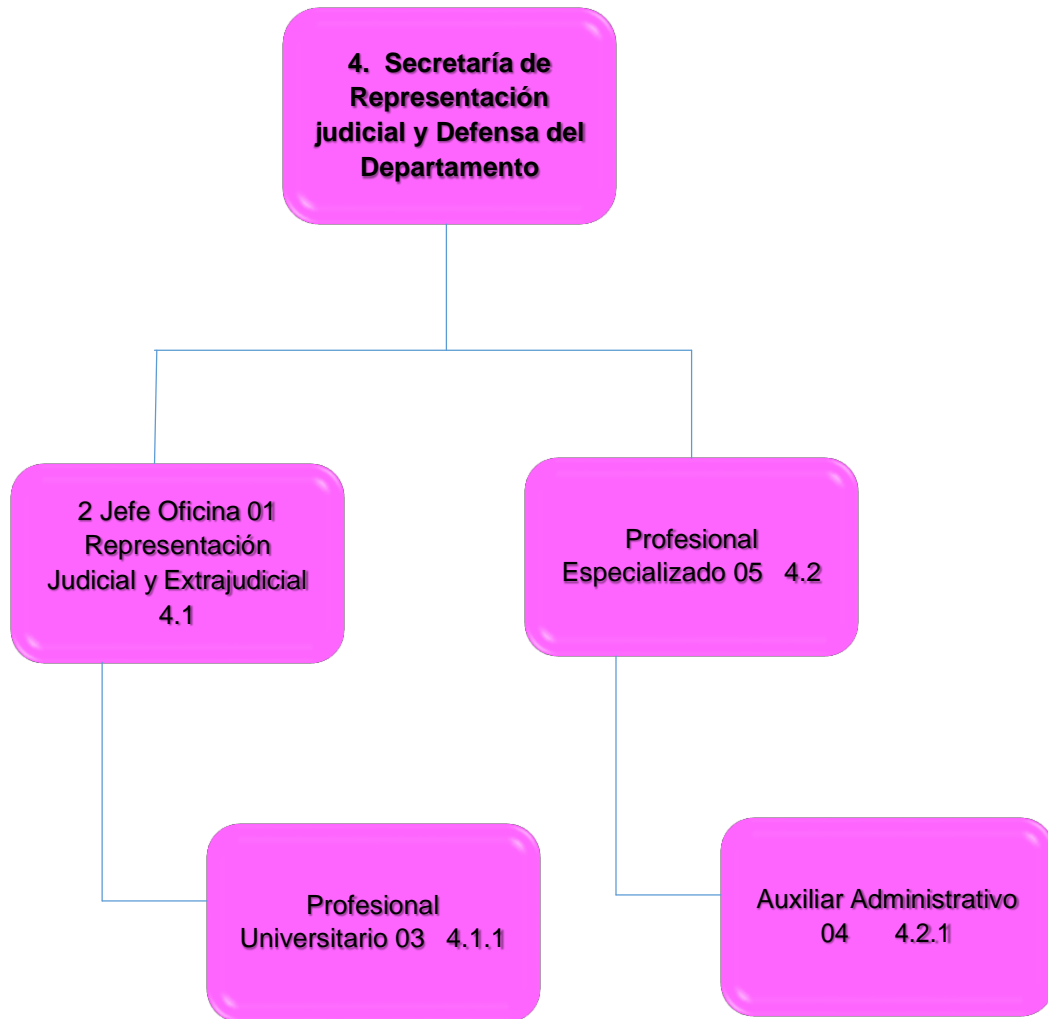 4. Secretaría de
Representación
judicial y Defensa del
Departamento
2 Jefe Oficina 01
Representación
Judicial y Extrajudicial
4.1
Profesional
Especializado 05 4.2
Profesional
Universitario 03 4.1.1
Auxiliar Administrativo
04 4.2.1